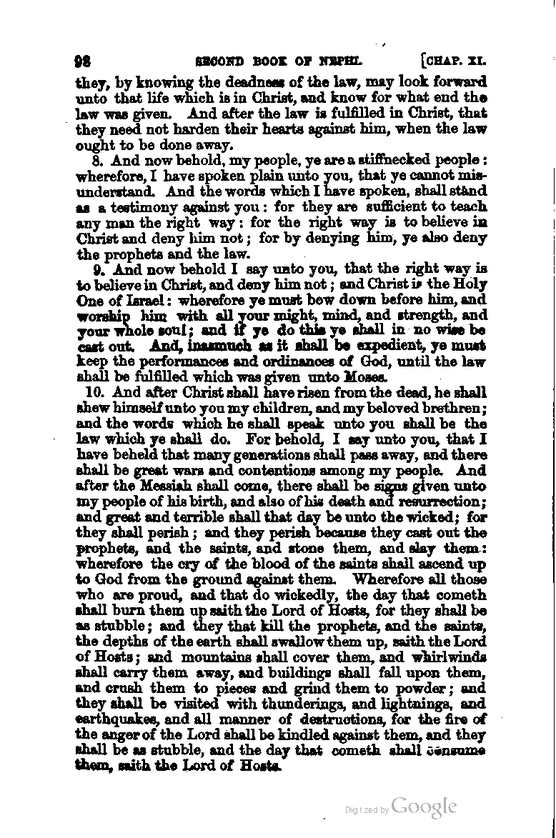 98 SECOND BOOK OF NEPHI. [CHAP. XI.
they, by knowing the deadness of the law, may look forward
unto that life which is in Christ, and know for what end the
law was given. And after the law is fulfilled in Christ, that
they need not harden their hearts against him, when the law
ought to be done away.
8. And now behold, my people, ye are a stiffnecked people :
wherefore, I have spoken plain unto you, that ye cannot mis-
understand. And the words which I have spoken, shall stand
as a testimony against you : for they are sufficient to teach
any man the right way : for the right way is to believe in
Christ and deny him not ; for by denying him, ye also deny
the prophets and the law.
9. And now behold I say unto you, that the right way is
to believe in Christ, and deny him not ; and Christ is the Holy
One of Israel : wherefore ye must bow down before him, and
worship him with all your might, mind, and strength, and
your whole soul ; and if ye do this ye shall in no wise be
cast out. And, inasmuch as it shall be expedient, ye must
keep the performances and ordinances of God, until the law
shall be fulfilled which was given unto Moses.
10. And after Christ shall have risen from the dead, he shall
shew himself unto you my children, and my beloved brethren ;
and the words which he shall speak unto you shall be the
law which ye shall do. For behold, I say unto you, that I
have beheld that many generations shall pass away, and there
shall be great wars and contentions among my people. And
after the Messiah shall come, there shall be signs given unto
my people of his birth, and also of his death and resurrection ;
and great and terrible shall that day be unto the wicked ; for
they shall perish ; and they perish because they cast out the
prophets, and the saints, and stone them, and slay them :
wherefore the cry of the blood of the saints shall ascend up
to God from the ground against them. Wherefore all those
who are proud, and that do wickedly, the day that cometh
shall burn them up saith the Lord of Hosts, for they shall be
as stubble ; and they that kill the prophets, and the saints,
the depths of the earth shall swallow them up, saith the Lord
of Hosts ; and mountains shall cover them, and whirlwinds
shall carry them away, and buildings shall fall upon them,
and crush them to pieces and grind them to powder ; and
they shall be visited with thunderings, and lightnings, and
earthquakes, and all manner of destructions, for the fire of
the anger of the Lord shall be kindled against them, and they
shall be as stubble, and the day that cometh shall consume
them, saith the Lord of Hosts.
Digitized by Google